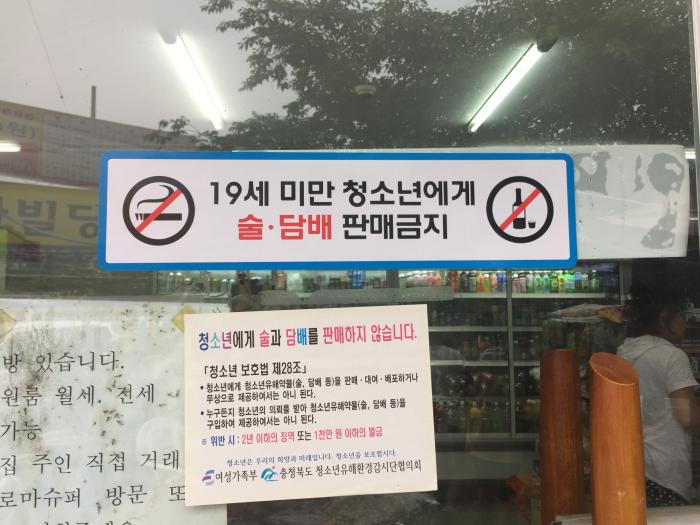 19세 미만 청소년에게
술·담배 판매금지
청소년에게 술과 담배를 판매하지 않습니다.
「청소년 보호법 제28조」
• 청소년에게 청소년유해약물(술, 담배 등)을 판매·대여·배포하거나
무상으로 제공하여서는 아니 된다.
• 누구든지 청소년의 의뢰를 받아 청소년유해약물(술, 담배 등)을
구입하여 제공하여서는 아니 된다.
※ 위반 시 : 2년 이하의 징역 또는 1천만 원 이하의 벌금
청소년은 우리의 희망과 미래입니다. 청소년을 보호합시다.
여성가족부 충청북도 청소년유해환경감시단협의회
방 있습니다.
원룸 월세. 전세
가능
집 주인 직접 거래
로마슈퍼 방문 또